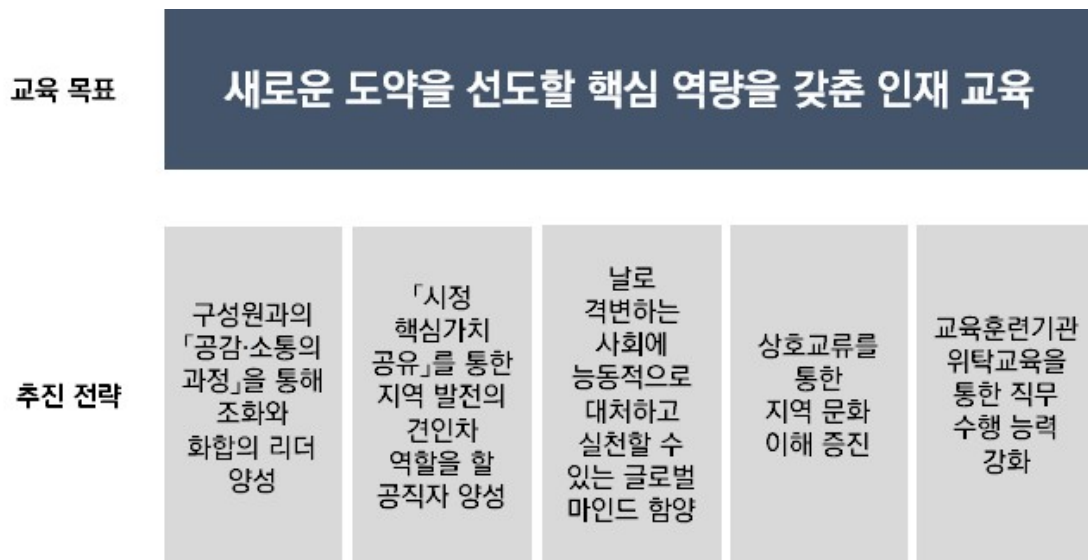 교육 목표
새로운 도약을 선도할 핵심 역량을 갖춘 인재 교육
추진 전략
구성원과의
「공감·소통의
과정」을 통해
조화와
화합의 리더
양성
「시정
핵심가치
공유」를 통한
지역 발전의
견인차
역할을 할
공직자 양성
날로
격변하는
사회에
능동적으로
대처하고
실천할 수
있는 글로벌
마인드 함양
상호교류를
통한
지역 문화
이해 증진
교육훈련기관
위탁교육을
통한 직무
수행 능력
강화